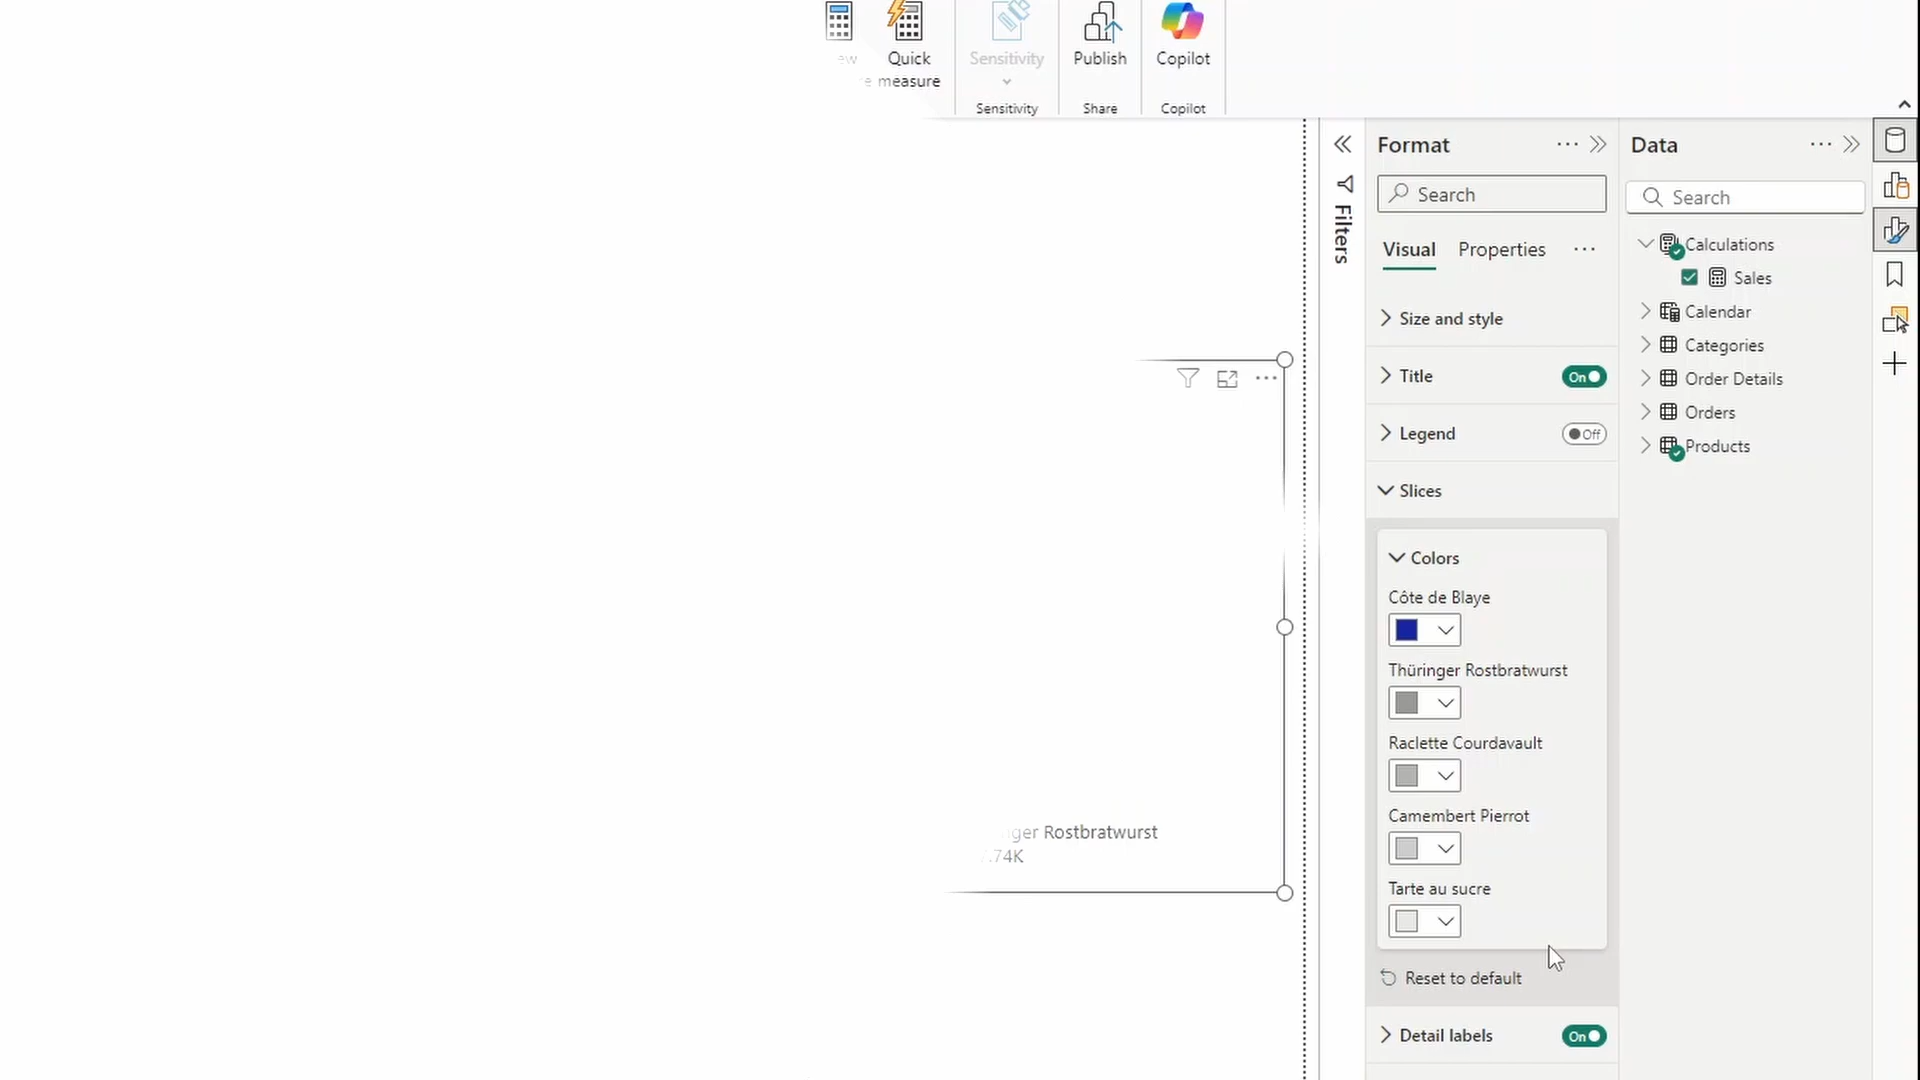 Quick
measure
Sensitivity
Sensitivity
Publish
Share
Copilot
Copilot
Filters
Format
Search
Visual Properties
Size and style
Title On
Legend Off
Slices
Colors
Côte de Blaye
Thüringer Rostbratwurst
Raclette Courdavault
Camembert Pierrot
Tarte au sucre
Reset to default
Detail labels On
Data
Search
Calculations
Sales
Calendar
Categories
Order Details
Orders
Products
Rostbratwurst
.74K